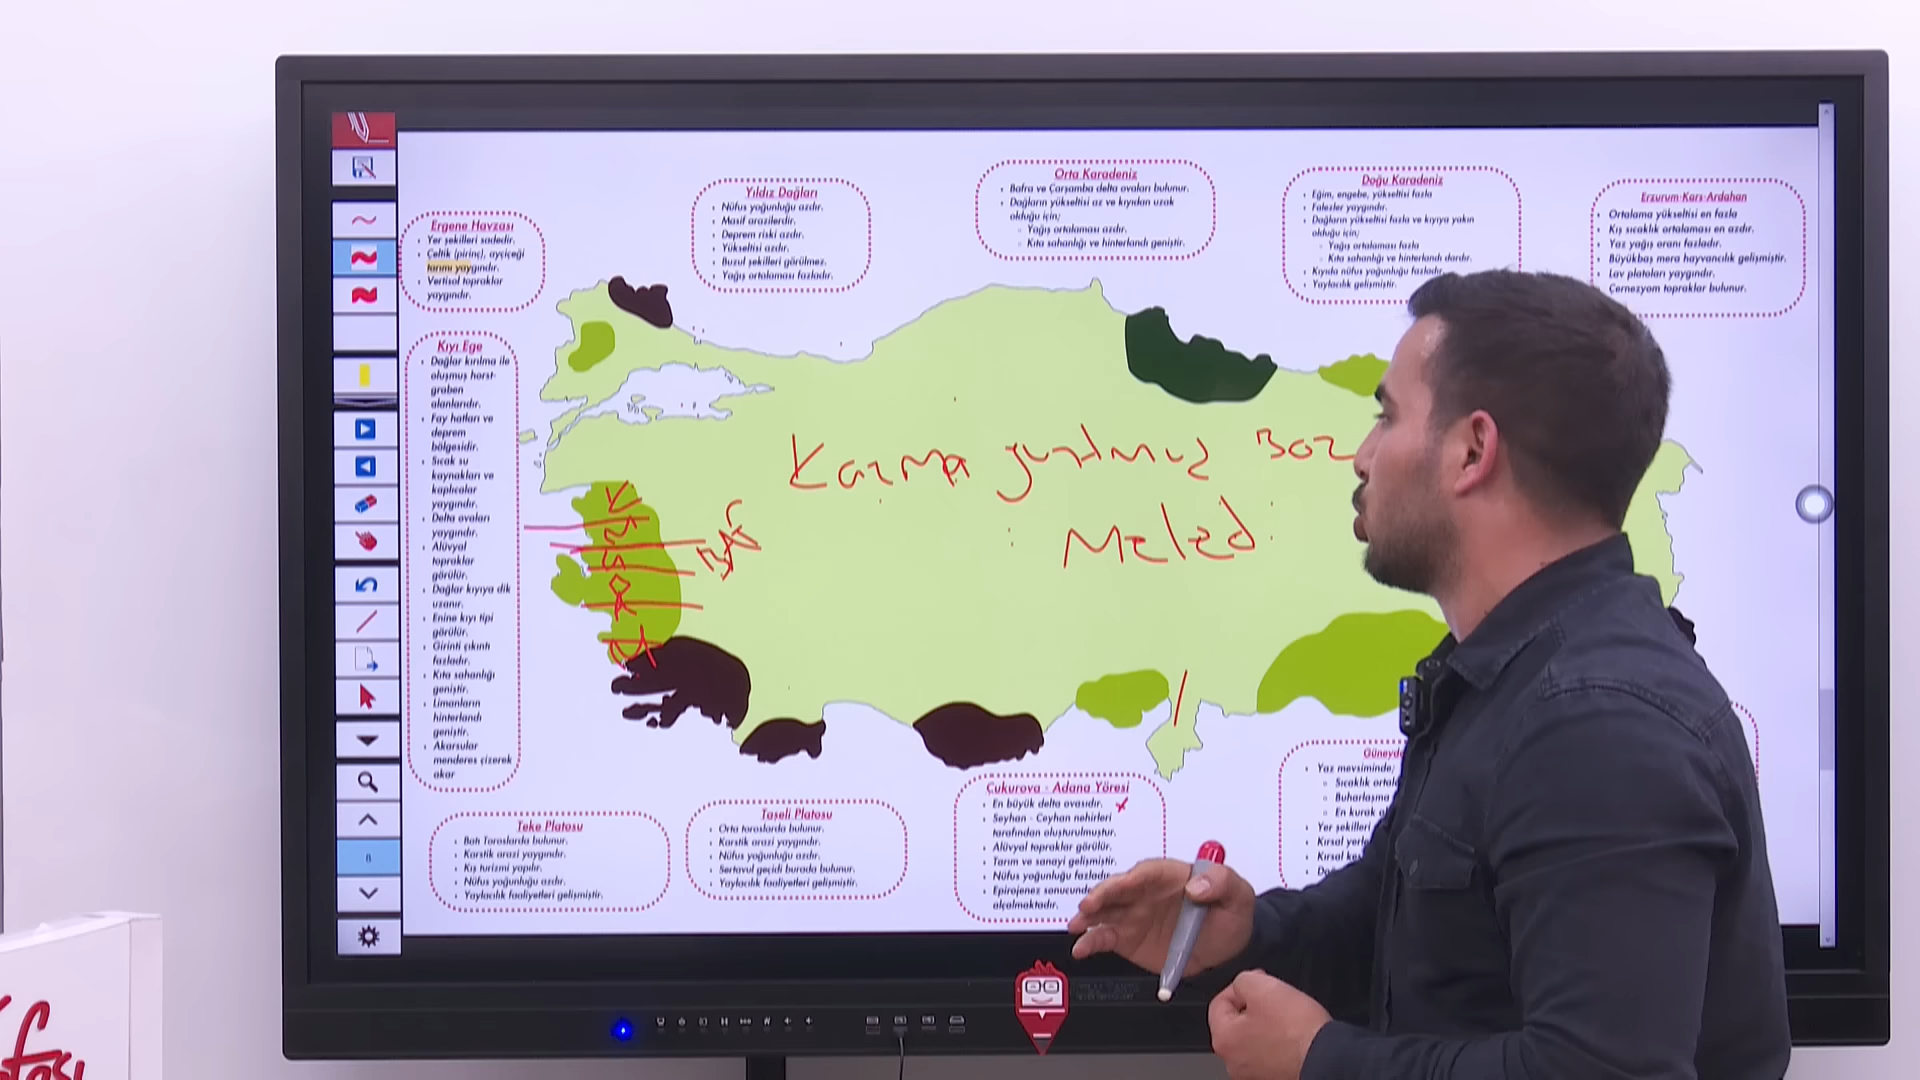 Ergene Havzası
Yer şekilleri sadedir.
Çeltik (pirinç), ayçiçeği
tarımı yaygındır.
Vertisol topraklar
yaygındır.
Kıyı Ege
Dağlar kırılma ile
oluşmuş horst-
graben
alanlarıdır.
Fay hatları ve
deprem
bölgesidir.
Sıcak su
kaynakları ve
kaplıcalar
yaygındır.
Delta ovaları
yaygındır.
Alüvyal
topraklar
görülür.
Dağlar kıyıya dik
uzanır.
Enine kıyı tipi
görülür.
Girinti çıkıntı
fazladır.
Kıta sahanlığı
geniştir.
Limanların
hinterlandı
geniştir.
Akarsular
menderes çizerek
akar
Yıldız Dağları
Nüfus yoğunluğu azdır.
Masif arazilerdir.
Deprem riski azdır.
Yükseltisi azdır.
Buzul şekilleri görülmez.
Yağış ortalaması fazladır.
Orta Karadeniz
Bafra ve Çarşamba delta ovaları bulunur.
Dağların yükseltisi az ve kıyıdan uzak
olduğu için;
Yağış ortalaması azdır.
Kıta sahanlığı ve hinterlandı geniştir.
Doğu Karadeniz
Eğim, engebe, yükseltisi fazla
Falezler yaygındır.
Dağların yükseltisi fazla ve kıyıya yakın
olduğu için;
Yağış ortalaması fazla
Kıta sahanlığı ve hinterlandı dardır.
Kıyıda nüfus yoğunluğu fazladır.
Yaylacılık gelişmiştir.
Erzurum-Kars-Ardahan
Ortalama yükseltisi en fazla
Kış sıcaklık ortalaması en azdır.
Yaz yağış oranı fazladır.
Büyükbaş mera hayvancılık gelişmiştir.
Lav platoları yaygındır.
Çernezyom topraklar bulunur.
Teke Platosu
Batı Toroslarda bulunur.
Karstik arazi yaygındır.
Kış turizmi yapılır.
Nüfus yoğunluğu azdır.
Yaylacılık faaliyetleri gelişmiştir.
Taşeli Platosu
Orta toroslarda bulunur.
Karstik arazi yaygındır.
Nüfus yoğunluğu azdır.
Sertavul geçidi burada bulunur.
Yaylacılık faaliyetleri gelişmiştir.
Çukurova - Adana Yöresi
En büyük delta ovasıdır.
Seyhan - Ceyhan nehirleri
tarafından oluşturulmuştur.
Alüvyal topraklar görülür.
Tarım ve sanayi gelişmiştir.
Nüfus yoğunluğu fazladır
Epirojenez sonucunda
alçalmaktadır.
Yaz mevsiminde;
Buharlaşma
En kurak
Yer şekilleri